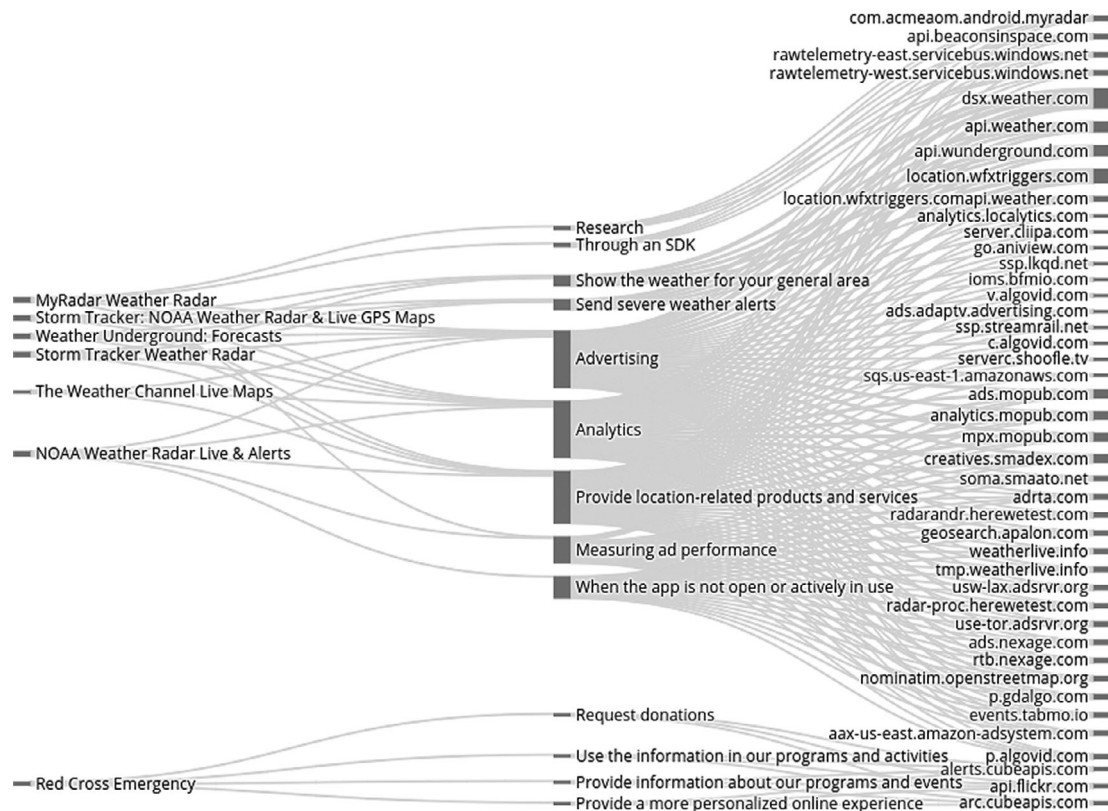 MyRadar Weather Radar
Storm Tracker: NOAA Weather Radar & Live GPS Maps
Weather Underground: Forecasts
Storm Tracker Weather Radar
The Weather Channel Live Maps
NOAA Weather Radar Live & Alerts
Red Cross Emergency
Research
Through an SDK
Show the weather for your general area
Send severe weather alerts
Advertising
Analytics
Provide location-related products and services
Measuring ad performance
When the app is not open or actively in use
Request donations
Use the information in our programs and activities
Provide information about our programs and events
Provide a more personalized online experience
com.acmeaom.android.myradar
api.beaconsinspace.com
rawtelemetry-east.servicebus.windows.net
rawtelemetry-west.servicebus.windows.net
dsx.weather.com
api.weather.com
api.wunderground.com
location.wfxtriggers.com
location.wfxtriggers.comapi.weather.com
analytics.localytics.com
server.cliipa.com
go.aniview.com
ssp.lkqd.net
ioms.bfmio.com
v.algovid.com
ads.adaptv.advertising.com
ssp.streamrail.net
c.algovid.com
serverc.shoofle.tv
sqs.us-east-1.amazonaws.com
ads.mopub.com
analytics.mopub.com
mpx.mopub.com
creatives.smadex.com
soma.smaato.net
adrta.com
radarandr.herewetest.com
geosearch.apalon.com
weatherlive.info
tmp.weatherlive.info
usw-lax.adsrvr.org
radar-proc.herewetest.com
use-tor.adsrvr.org
ads.nexage.com
rtb.nexage.com
nominatim.openstreetmap.org
p.gdalgo.com
events.tabmo.io
aax-us-east.amazon-adsystem.com
p.algovid.com
alerts.cubeapis.com
api.flickr.com
arc.cubeapis.com